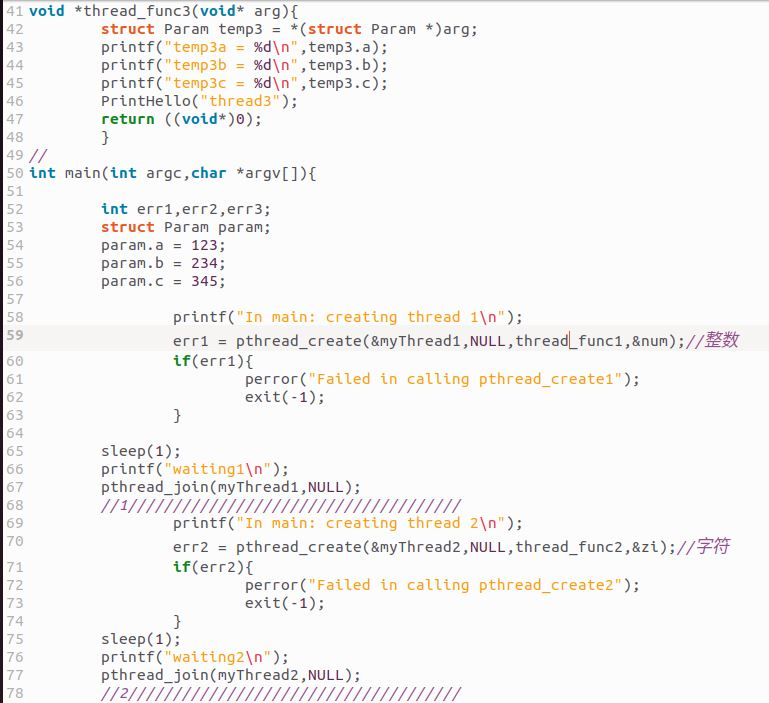 41 void *thread_func3(void* arg){
42         struct Param temp3 = *(struct Param *)arg;
43         printf("temp3a = %d\n",temp3.a);
44         printf("temp3b = %d\n",temp3.b);
45         printf("temp3c = %d\n",temp3.c);
46         PrintHello("thread3");
47         return ((void*)0);
48         }
49 //
50 int main(int argc,char *argv[]){
51
52         int err1,err2,err3;
53         struct Param param;
54         param.a = 123;
55         param.b = 234;
56         param.c = 345;
57
58                 printf("In main: creating thread 1\n");
59                 err1 = pthread_create(&myThread1,NULL,thread_func1,&num);//整数
60                 if(err1){
61                         perror("Failed in calling pthread_create1");
62                         exit(-1);
63                 }
64
65         sleep(1);
66         printf("waiting1\n");
67         pthread_join(myThread1,NULL);
68         //1/////////////////////////////////////
69                 printf("In main: creating thread 2\n");
70                 err2 = pthread_create(&myThread2,NULL,thread_func2,&zi);//字符
71                 if(err2){
72                         perror("Failed in calling pthread_create2");
73                         exit(-1);
74                 }
75         sleep(1);
76         printf("waiting2\n");
77         pthread_join(myThread2,NULL);
78         //2/////////////////////////////////////